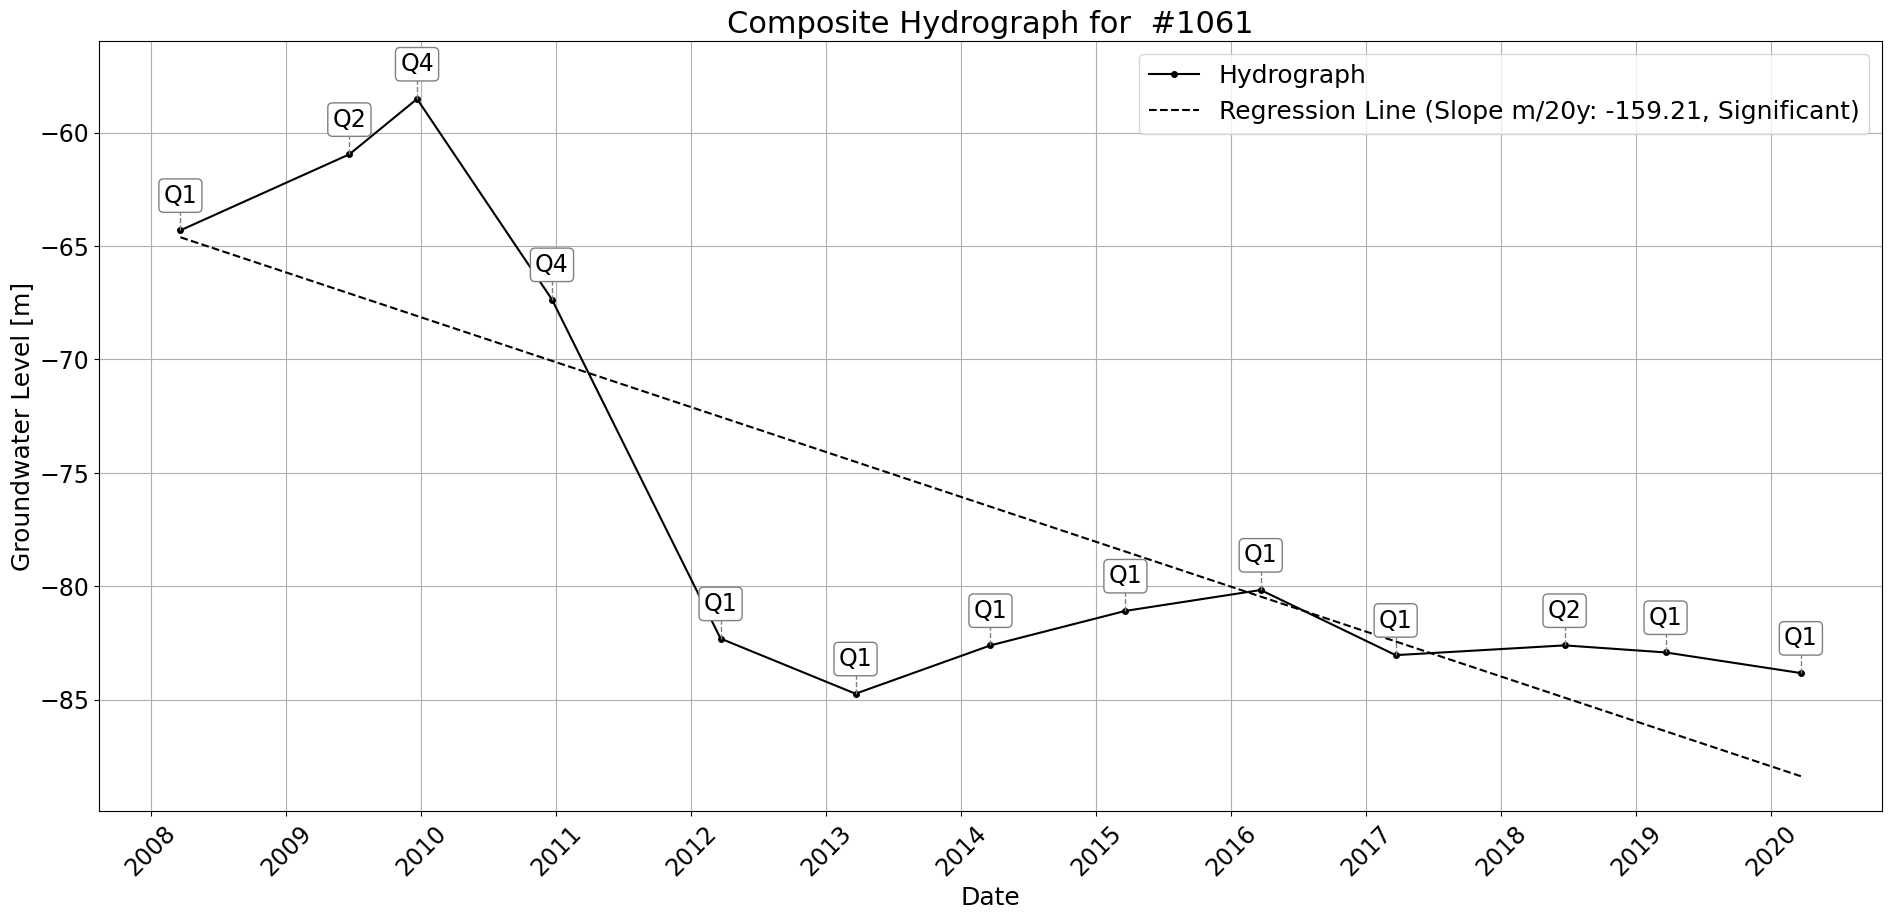 Composite Hydrograph for  #1061
Hydrograph
Regression Line (Slope m/20y: -159.21, Significant)
Groundwater Level [m]
−60
−65
−70
−75
−80
−85
Q1
Q2
Q4
Q4
Q1
Q1
Q1
Q1
Q1
Q1
Q2
Q1
Q1
2008
2009
2010
2011
2012
2013
2014
2015
2016
2017
2018
2019
2020
Date